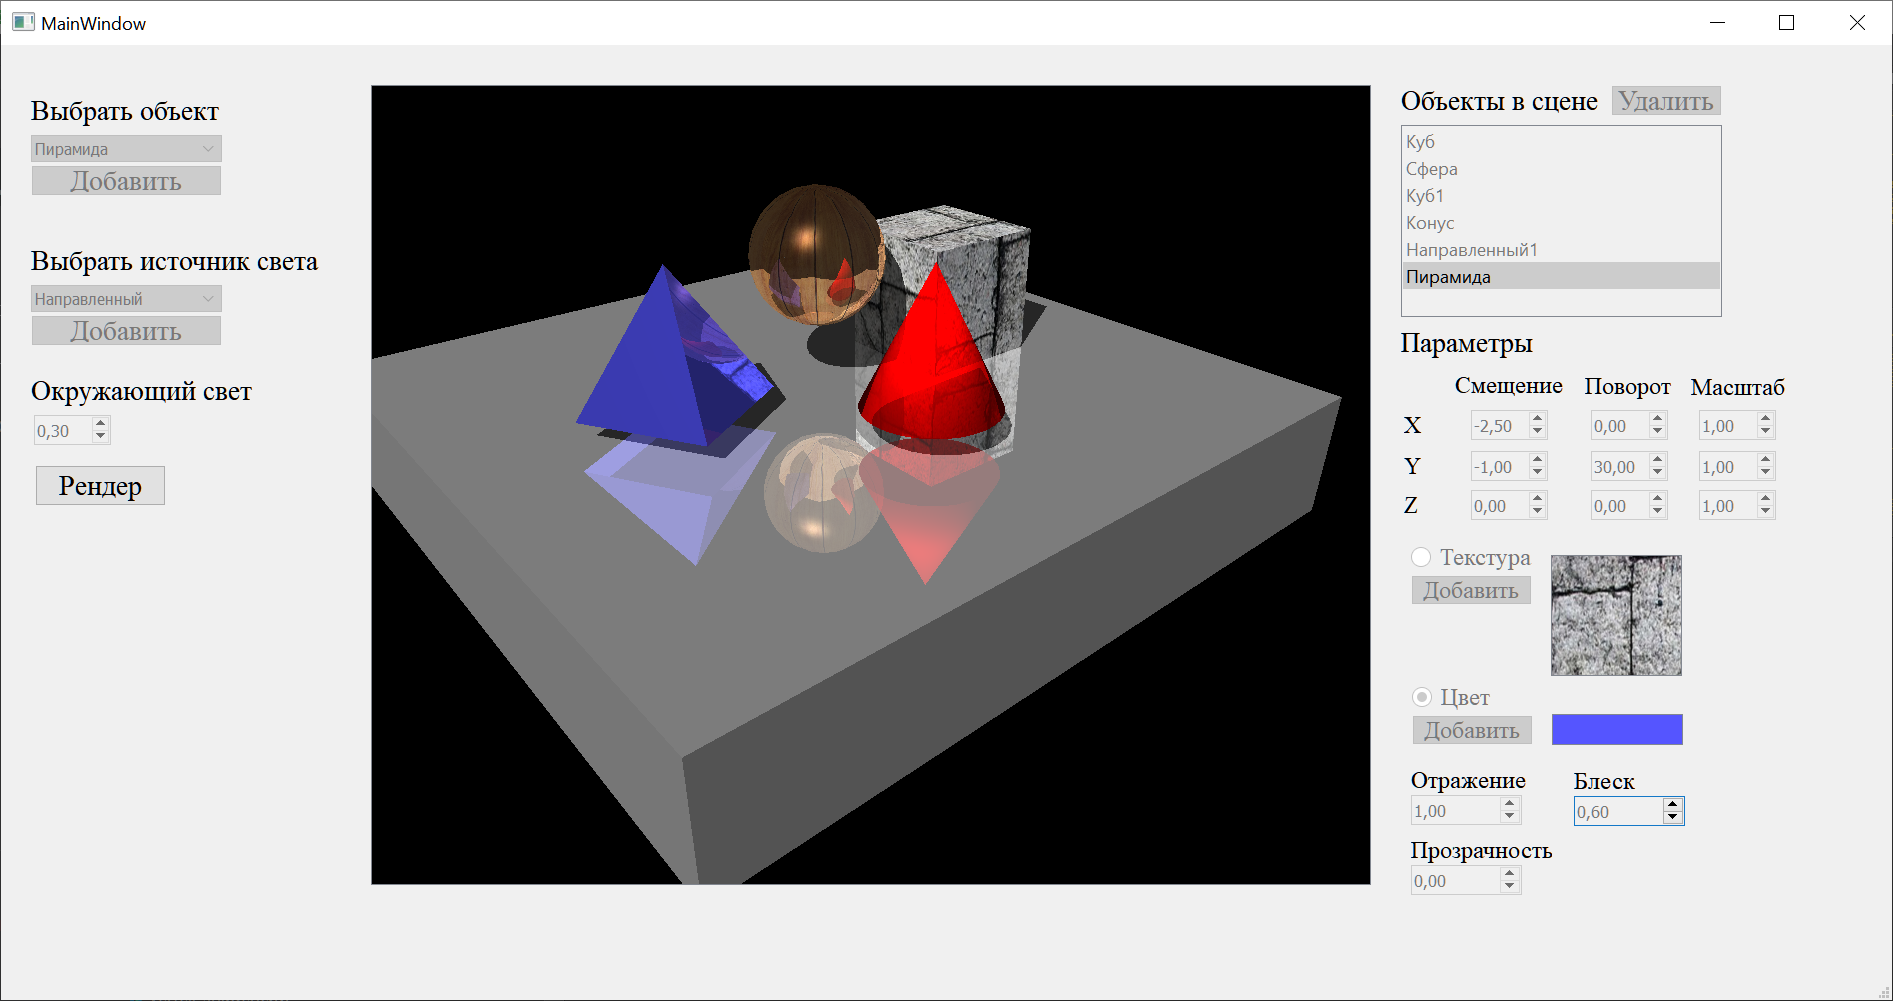 MainWindow
Выбрать объект
Пирамида
Добавить
Выбрать источник света
Направленный
Добавить
Окружающий свет
0,30
Рендер
Объекты в сцене Удалить
Куб
Сфера
Куб1
Конус
Направленный1
Пирамида
Параметры
Смещение Поворот Масштаб
X -2,50 0,00 1,00
Y -1,00 30,00 1,00
Z 0,00 0,00 1,00
Текстура
Добавить
Цвет
Добавить
Отражение Блеск
1,00 0,60
Прозрачность
0,00